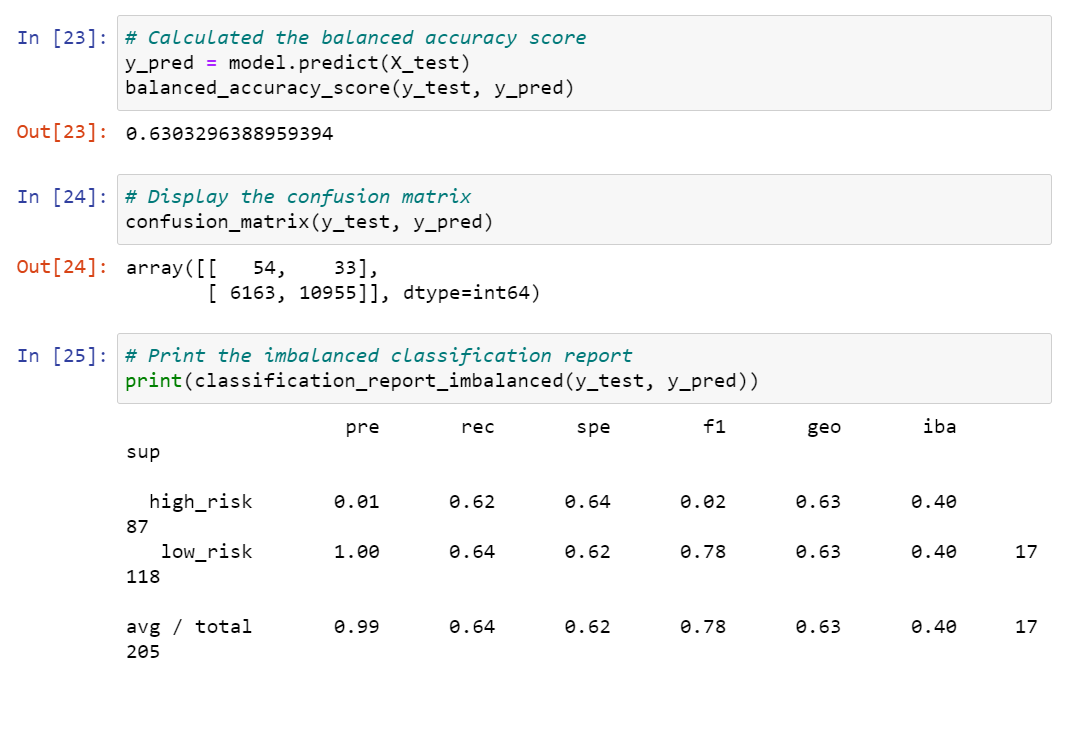 In [23]: # Calculated the balanced accuracy score
y_pred = model.predict(X_test)
balanced_accuracy_score(y_test, y_pred)
Out[23]: 0.6303296388959394
In [24]: # Display the confusion matrix
confusion_matrix(y_test, y_pred)
Out[24]: array([[   54,    33],
       [ 6163, 10955]], dtype=int64)
In [25]: # Print the imbalanced classification report
print(classification_report_imbalanced(y_test, y_pred))
                   pre       rec       spe        f1       geo       iba
sup
  high_risk       0.01      0.62      0.64      0.02      0.63      0.40
87
   low_risk       1.00      0.64      0.62      0.78      0.63      0.40     17
118
avg / total       0.99      0.64      0.62      0.78      0.63      0.40     17
205